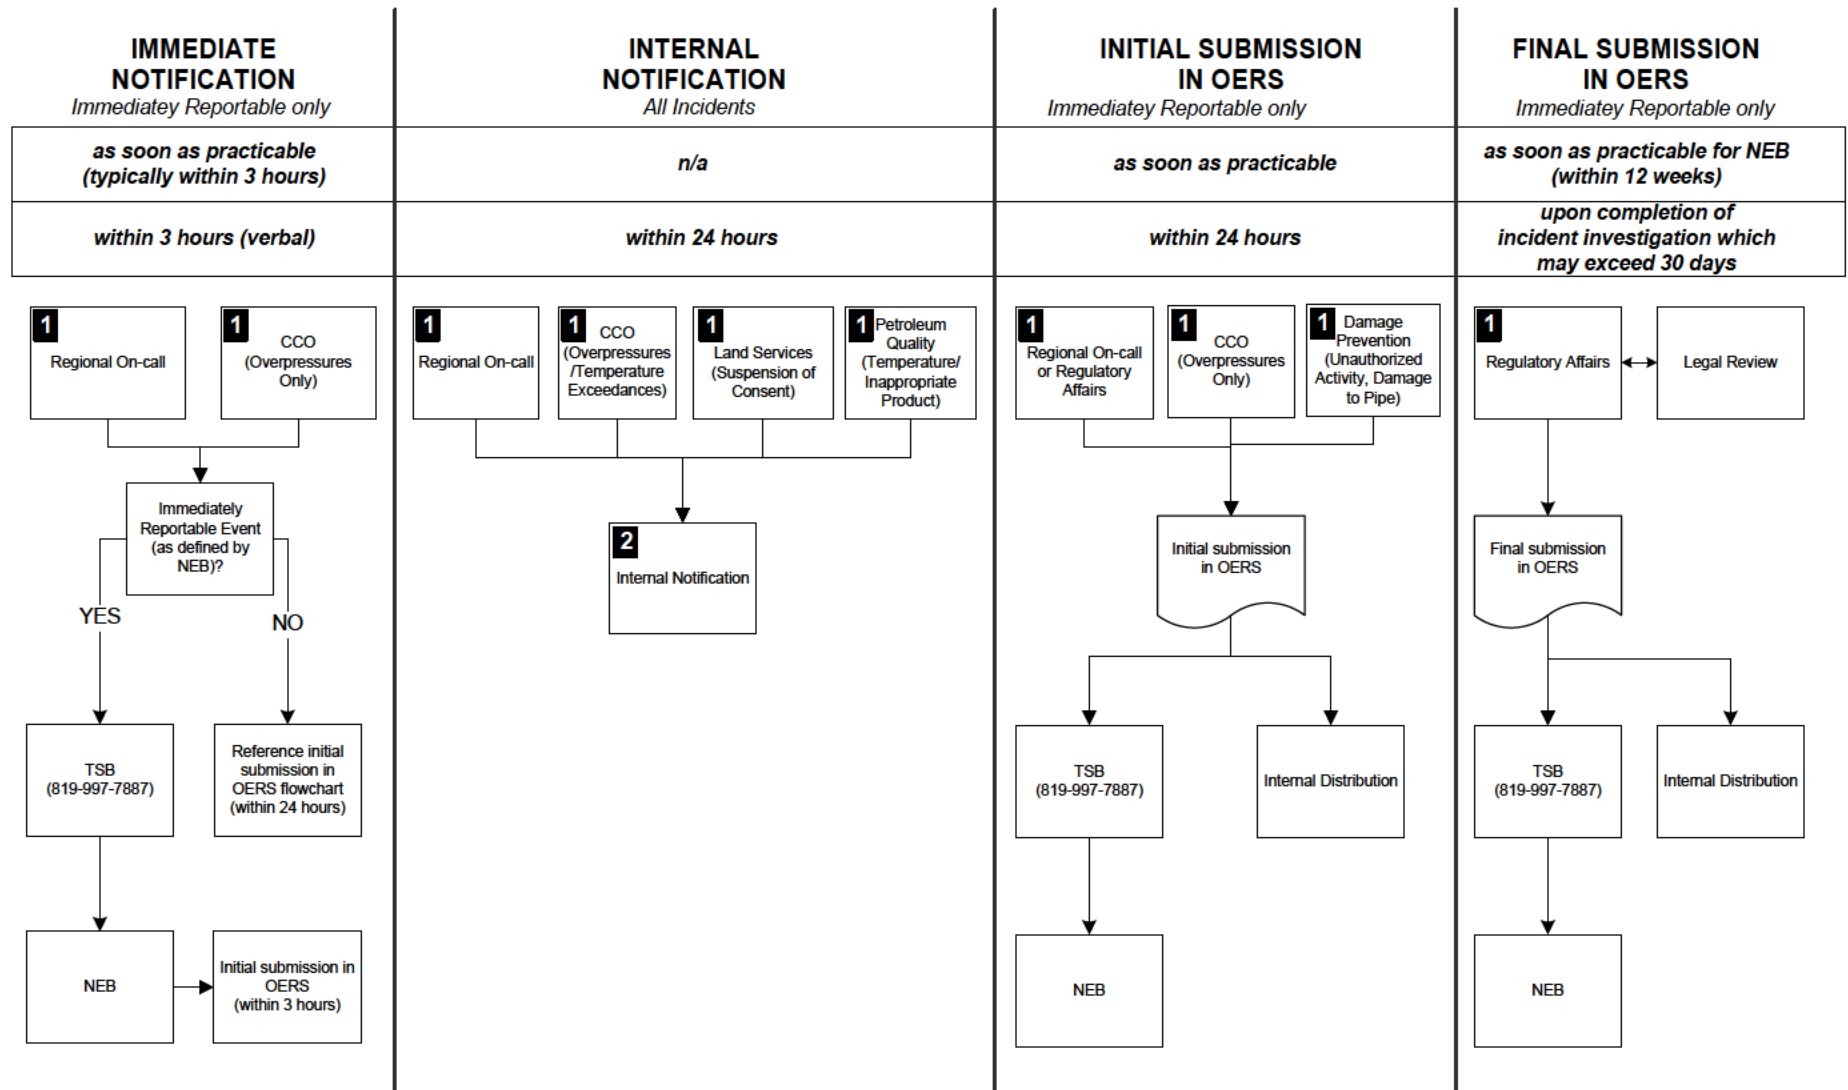 IMMEDIATE
NOTIFICATION
Immediatey Reportable only
as soon as practicable
(typically within 3 hours)
within 3 hours (verbal)
1
Regional On-call
1
CCO
(Overpressures
Only)
Immediately
Reportable Event
(as defined by
NEB)?
YES
NO
TSB
(819-997-7887)
Reference initial
submission in
OERS flowchart
(within 24 hours)
NEB
Initial submission in
OERS
(within 3 hours)
INTERNAL
NOTIFICATION
All Incidents
n/a
within 24 hours
1
Regional On-call
1
CCO
(Overpressures
/Temperature
Exceedances)
1
Land Services
(Suspension of
Consent)
1
Petroleum
Quality
(Temperature/
Inappropriate
Product)
2
Internal Notification
INITIAL SUBMISSION
IN OERS
Immediatey Reportable only
as soon as practicable
within 24 hours
1
Regional On-call
or Regulatory
Affairs
1
CCO
(Overpressures
Only)
1
Damage
Prevention
(Unauthorized
Activity, Damage
to Pipe)
Initial submission
in OERS
TSB
(819-997-7887)
Internal Distribution
NEB
FINAL SUBMISSION
IN OERS
Immediatey Reportable only
as soon as practicable for NEB
(within 12 weeks)
upon completion of
incident investigation which
may exceed 30 days
1
Regulatory Affairs
Legal Review
Final submission
in OERS
TSB
(819-997-7887)
Internal Distribution
NEB